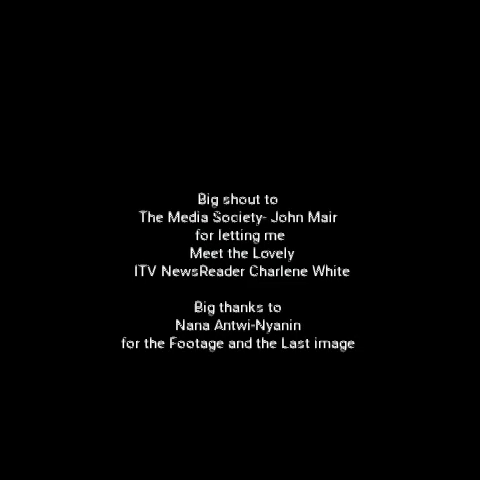 Big shout to
The Media Society- John Mair
for letting me
Meet the Lovely
ITV NewsReader Charlene White
Big thanks to
Nana Antwi-Nyanin
for the Footage and the Last image